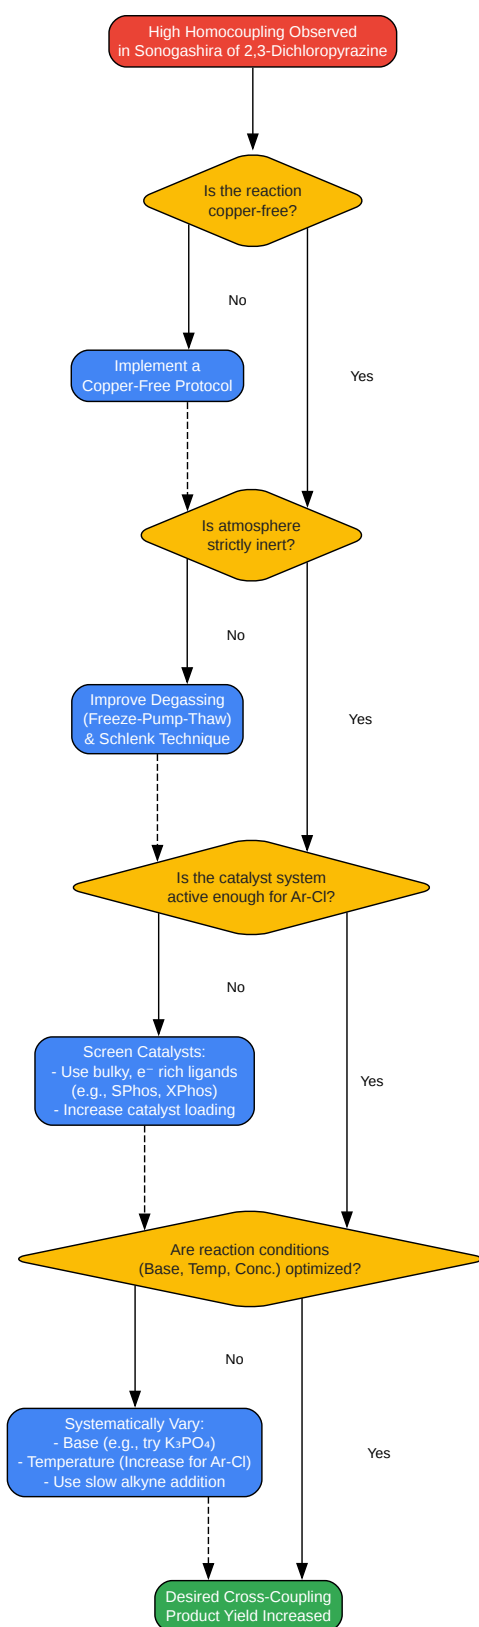 High Homocoupling Observed
in Sonogashira of 2,3-Dichloropyrazine
Is the reaction
copper-free?
No
Implement a
Copper-Free Protocol
Yes
Is atmosphere
strictly inert?
No
Improve Degassing
(Freeze-Pump-Thaw)
& Schlenk Technique
Yes
Is the catalyst system
active enough for Ar-Cl?
No
Screen Catalysts:
- Use bulky, e⁻ rich ligands
(e.g., SPhos, XPhos)
- Increase catalyst loading
Yes
Are reaction conditions
(Base, Temp, Conc.) optimized?
No
Systematically Vary:
- Base (e.g., try K₃PO₄)
- Temperature (Increase for Ar-Cl)
- Use slow alkyne addition
Yes
Desired Cross-Coupling
Product Yield Increased